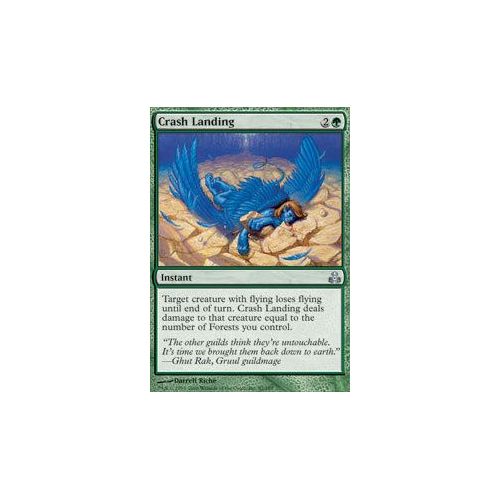 Crash Landing 2
Instant
Target creature with flying loses flying
until end of turn. Crash Landing deals
damage to that creature equal to the
number of Forests you control.
"The other guilds think they're untouchable.
It's time we brought them back down to earth."
—Ghut Rak, Gruul guildmage
Darrell Riche